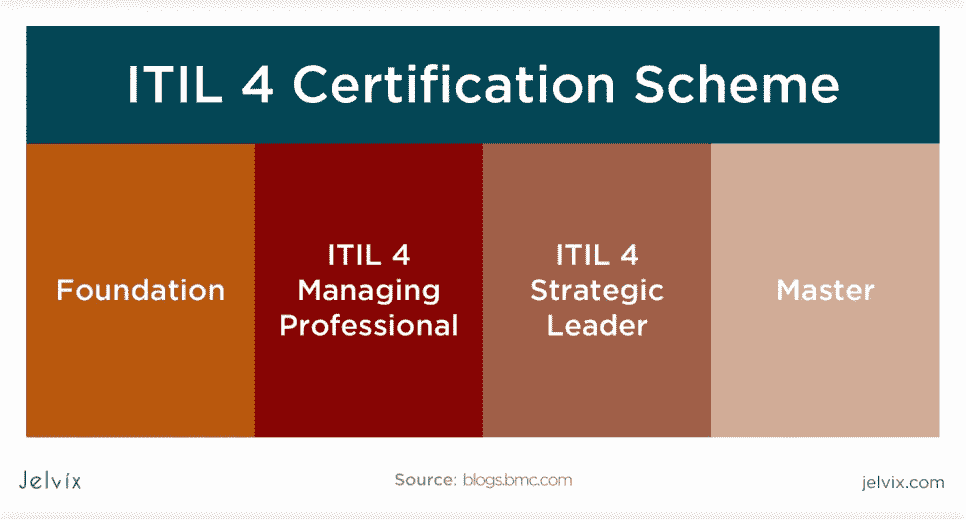 ITIL 4 Certification Scheme
Foundation
ITIL 4
Managing
Professional
ITIL 4
Strategic
Leader
Master
Jelvix
Source: blogs.bmc.com
jelvix.com